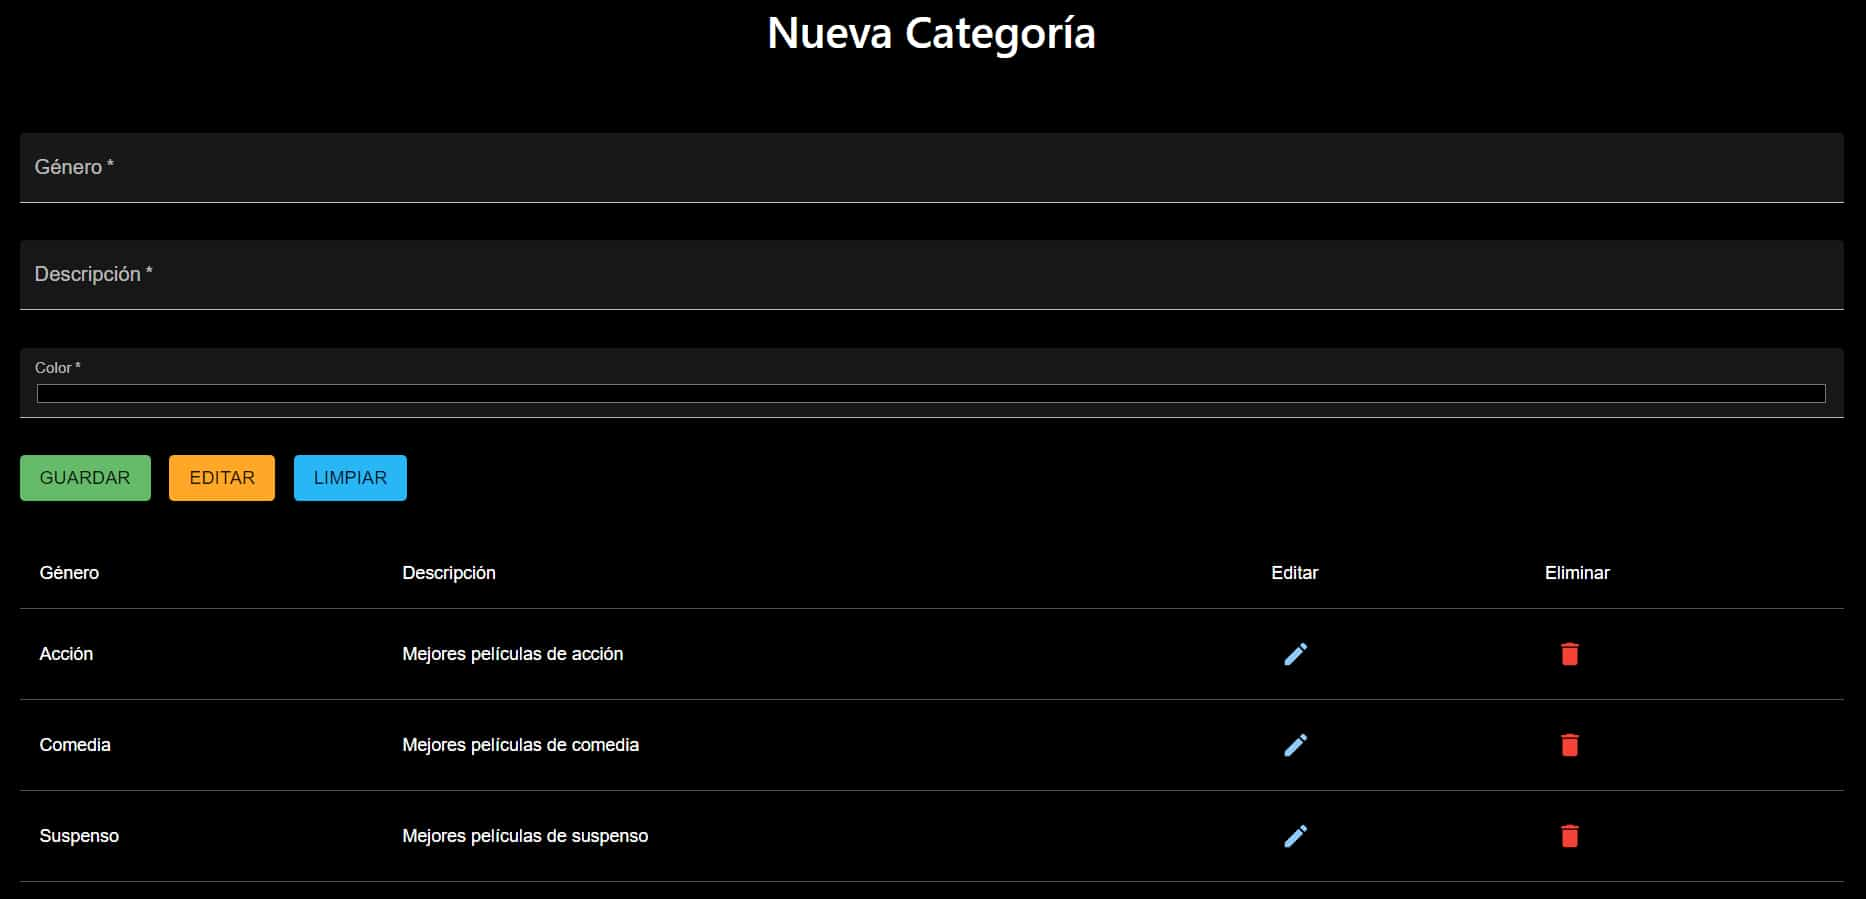 Nueva Categoría
Género *
Descripción *
Color *
GUARDAR EDITAR LIMPIAR
Género Descripción Editar Eliminar
Acción Mejores películas de acción
Comedia Mejores películas de comedia
Suspenso Mejores películas de suspenso